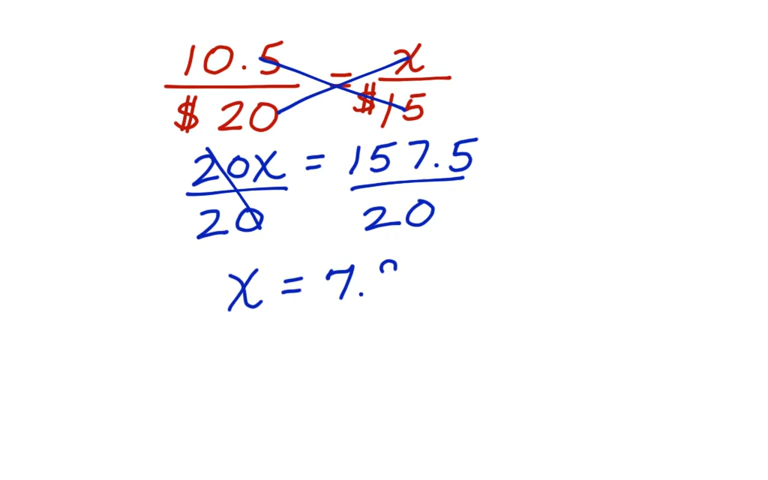 10.5 / $ 20 = x / $15
20x / 20 = 157.5 / 20
x = 7.